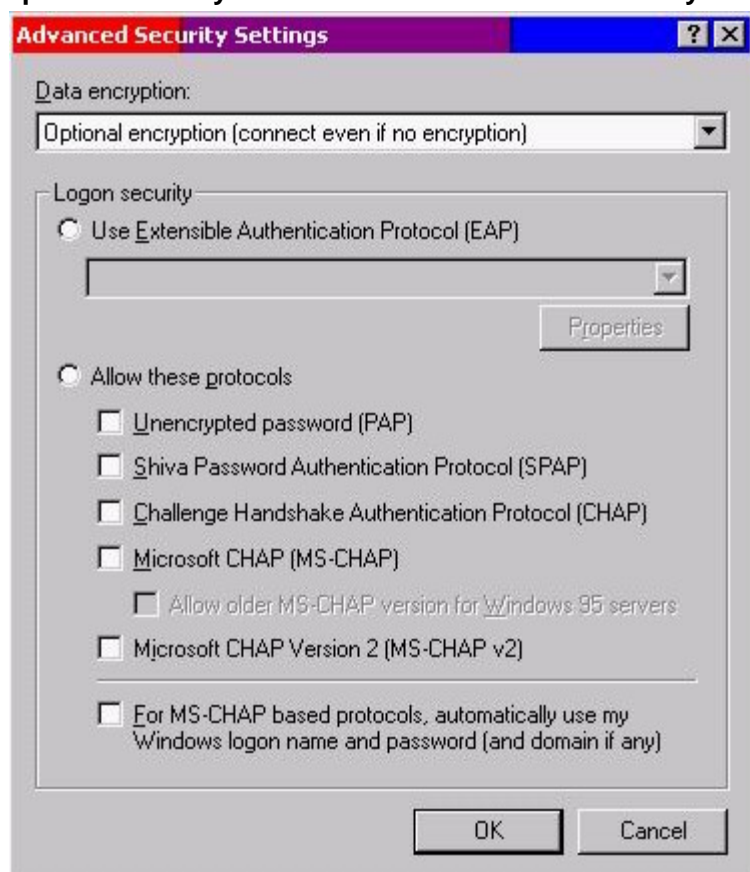 Advanced Security Settings
Data encryption:
Optional encryption (connect even if no encryption)
Logon security
Use Extensible Authentication Protocol (EAP)
Properties
Allow these protocols
Unencrypted password (PAP)
Shiva Password Authentication Protocol (SPAP)
Challenge Handshake Authentication Protocol (CHAP)
Microsoft CHAP (MS-CHAP)
Allow older MS-CHAP version for Windows 95 servers
Microsoft CHAP Version 2 (MS-CHAP v2)
For MS-CHAP based protocols, automatically use my
Windows logon name and password (and domain if any)
OK
Cancel